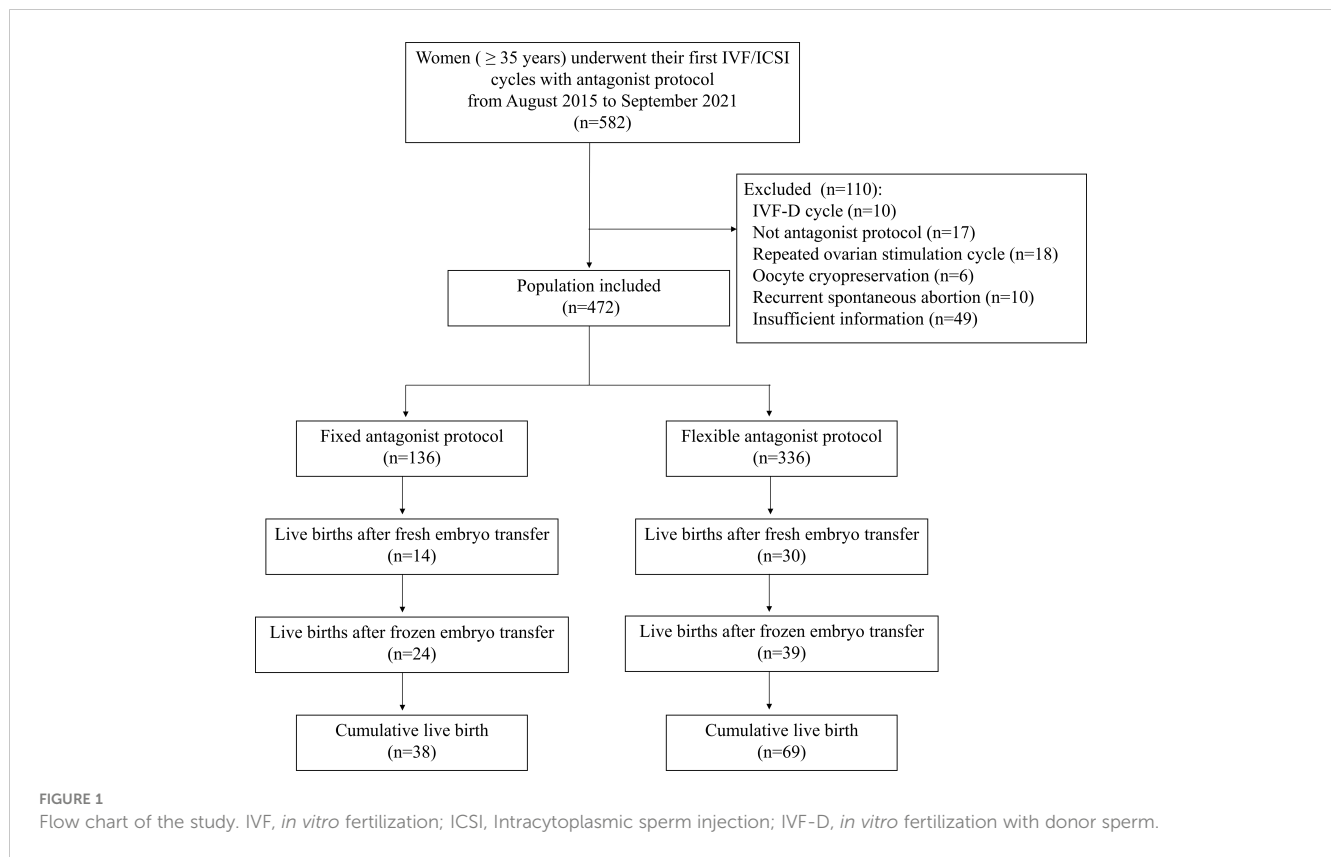 Women ( ≥ 35 years) underwent their first IVF/ICSI
cycles with antagonist protocol
from August 2015 to September 2021
(n=582)
Excluded (n=110):
IVF-D cycle (n=10)
Not antagonist protocol (n=17)
Repeated ovarian stimulation cycle (n=18)
Oocyte cryopreservation (n=6)
Recurrent spontaneous abortion (n=10)
Insufficient information (n=49)
Population included
(n=472)
Fixed antagonist protocol
(n=136)
Flexible antagonist protocol
(n=336)
Live births after fresh embryo transfer
(n=14)
Live births after fresh embryo transfer
(n=30)
Live births after frozen embryo transfer
(n=24)
Live births after frozen embryo transfer
(n=39)
Cumulative live birth
(n=38)
Cumulative live birth
(n=69)
FIGURE 1
Flow chart of the study. IVF, in vitro fertilization; ICSI, Intracytoplasmic sperm injection; IVF-D, in vitro fertilization with donor sperm.